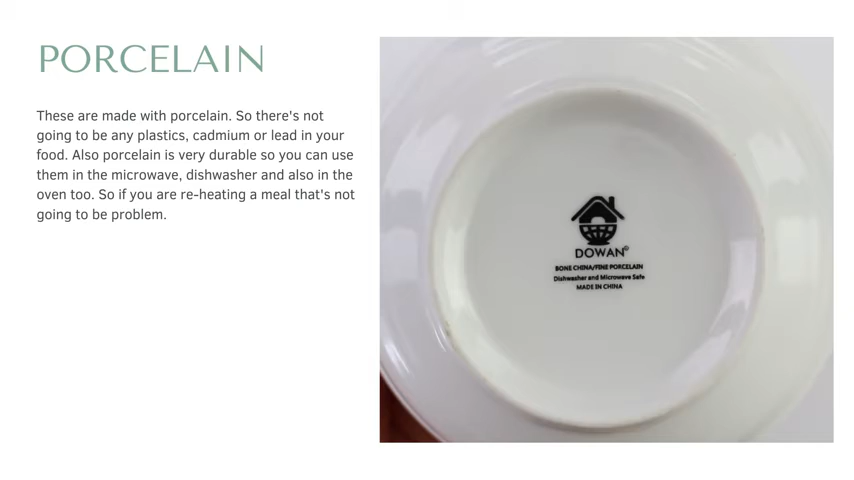 PORCELAIN
These are made with porcelain. So there's not
going to be any plastics, cadmium or lead in your
food. Also porcelain is very durable so you can use
them in the microwave, dishwasher and also in the
oven too. So if you are re-heating a meal that's not
going to be problem.
DOWAN®
BONE CHINA/FINE PORCELAIN
Dishwasher and Microwave Safe
MADE IN CHINA